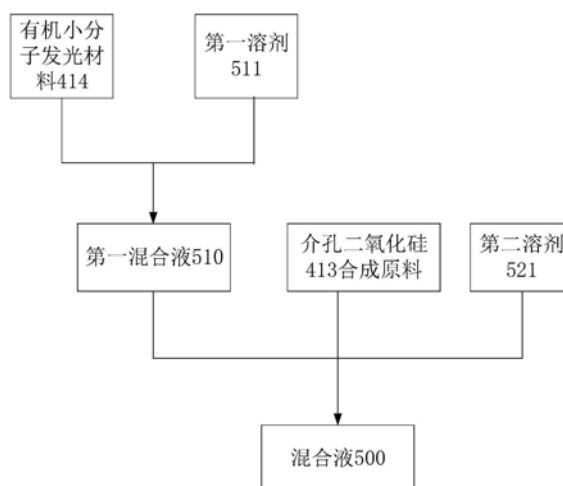 有机小分
子发光材
料414
第一溶剂
511
第一混合液510
介孔二氧化硅
413合成原料
第二溶剂
521
混合液500